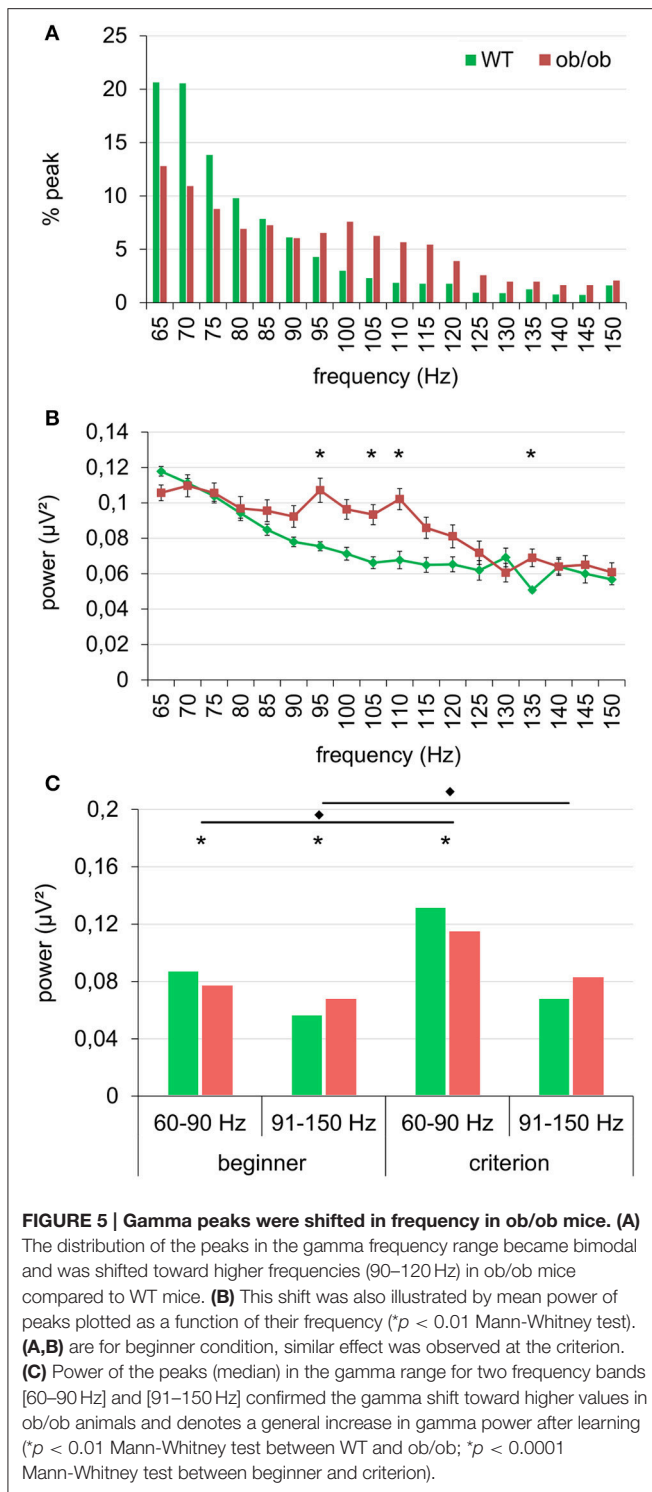 A
WT ob/ob
25
20
15
10
5
0
% peak
65 70 75 80 85 90 95 100 105 110 115 120 125 130 135 140 145 150
frequency (Hz)
B
0,14
0,12
0,1
0,08
0,06
0,04
0,02
0
power (µV²)
* * * *
65 70 75 80 85 90 95 100 105 110 115 120 125 130 135 140 145 150
frequency (Hz)
C
0,2
0,16
0,12
0,08
0,04
0
power (µV²)
* * *
60-90 Hz 91-150 Hz 60-90 Hz 91-150 Hz
beginner criterion
FIGURE 5 | Gamma peaks were shifted in frequency in ob/ob mice. (A)
The distribution of the peaks in the gamma frequency range became bimodal
and was shifted toward higher frequencies (90–120 Hz) in ob/ob mice
compared to WT mice. (B) This shift was also illustrated by mean power of
peaks plotted as a function of their frequency (*p < 0.01 Mann-Whitney test).
(A,B) are for beginner condition, similar effect was observed at the criterion.
(C) Power of the peaks (median) in the gamma range for two frequency bands
[60–90 Hz] and [91–150 Hz] confirmed the gamma shift toward higher values in
ob/ob animals and denotes a general increase in gamma power after learning
(*p < 0.01 Mann-Whitney test between WT and ob/ob; *p < 0.0001
Mann-Whitney test between beginner and criterion).